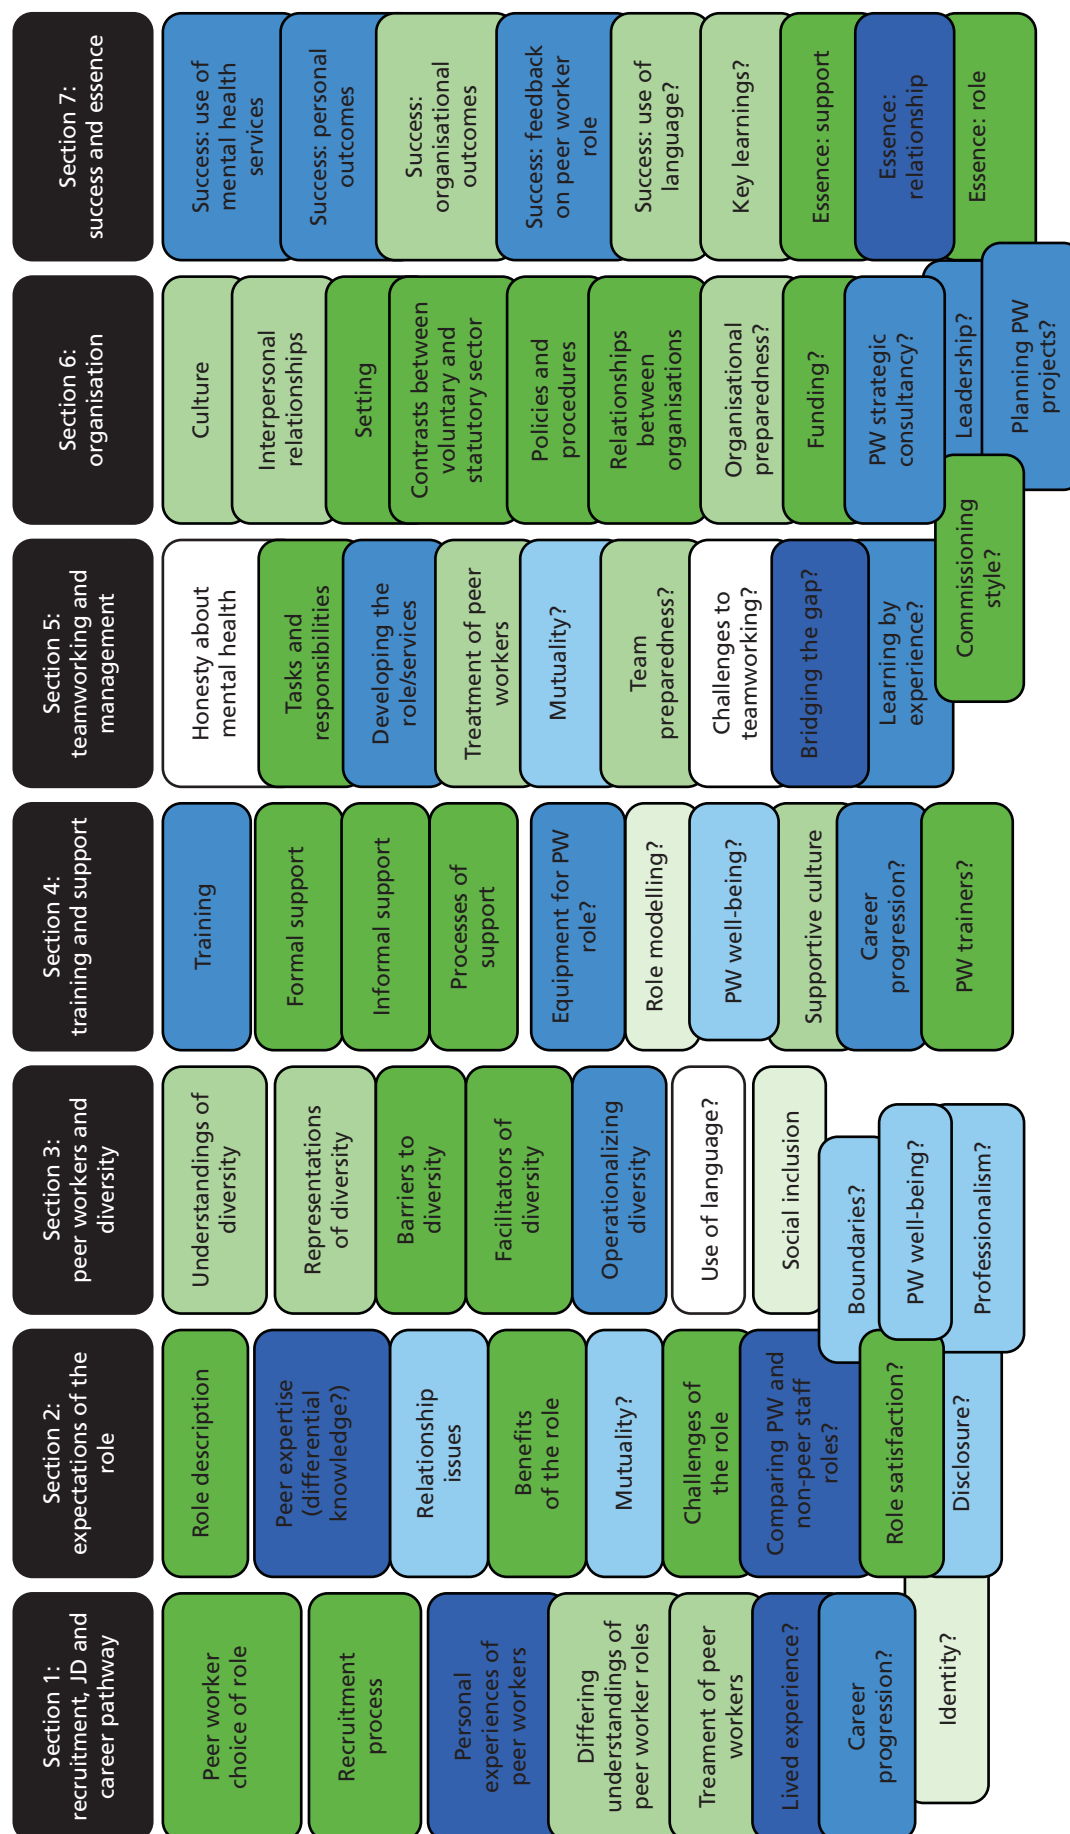 Section 1:
recruitment, JD and
career pathway
Peer worker
choice of role
Recruitment
process
Personal
experiences of
peer workers
Differing
understandings of
peer worker roles
Treament of peer
workers
Lived experience?
Career
progression?
Identity?
Section 2:
expectations of the
role
Role description
Peer expertise
(differential
knowledge?)
Relationship
issues
Benefits
of the role
Mutuality?
Challenges of
the role
Comparing PW and
non-peer staff
roles?
Role satisfaction?
Disclosure?
Section 3:
peer workers and
diversity
Understandings of
diversity
Representations
of diversity
Barriers to
diversity
Facilitators of
diversity
Operationalizing
diversity
Use of language?
Social inclusion
Boundaries?
PW well-being?
Professionalism?
Section 4:
training and support
Training
Formal support
Informal support
Processes of
support
Equipment for PW
role?
Role modelling?
PW well-being?
Supportive culture
Career
progression?
PW trainers?
Section 5:
teamworking and
management
Honesty about
mental health
Tasks and
responsibilities
Developing the
role/services
Treatment of peer
workers
Mutuality?
Team
preparedness?
Challenges to
teamworking?
Bridging the gap?
Learning by
experience?
Commissioning
style?
Section 6:
organisation
Culture
Interpersonal
relationships
Setting
Contrasts between
voluntary and
statutory sector
Policies and
procedures
Relationships
between
organisations
Organisational
preparedness?
Funding?
PW strategic
consultancy?
Leadership?
Planning PW
projects?
Section 7:
success and essence
Success: use of
mental health
services
Success: personal
outcomes
Success:
organisational
outcomes
Success: feedback
on peer worker
role
Success: use of
language?
Key learnings?
Essence: support
Essence:
relationship
Essence: role